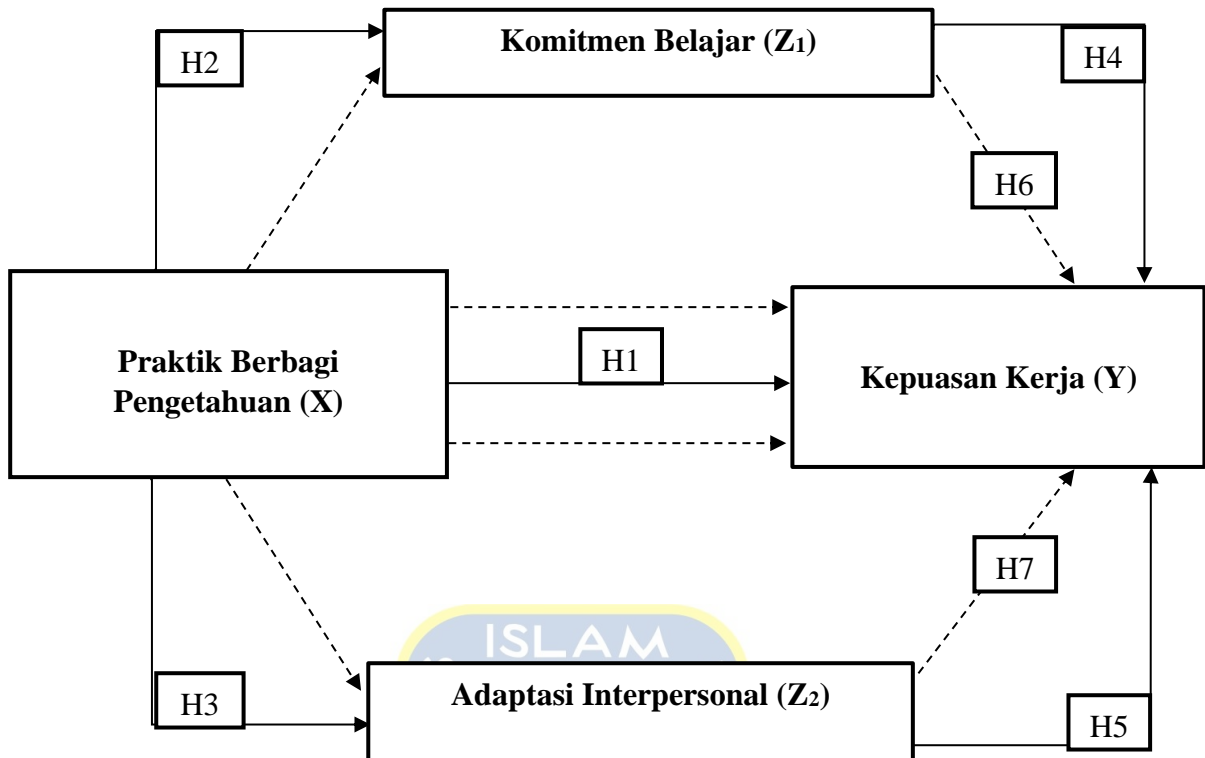 Komitmen Belajar (Z₁)
H2
H4
H6
Praktik Berbagi
Pengetahuan (X)
H1
Kepuasan Kerja (Y)
H7
ISLAM
Adaptasi Interpersonal (Z₂)
H3
H5